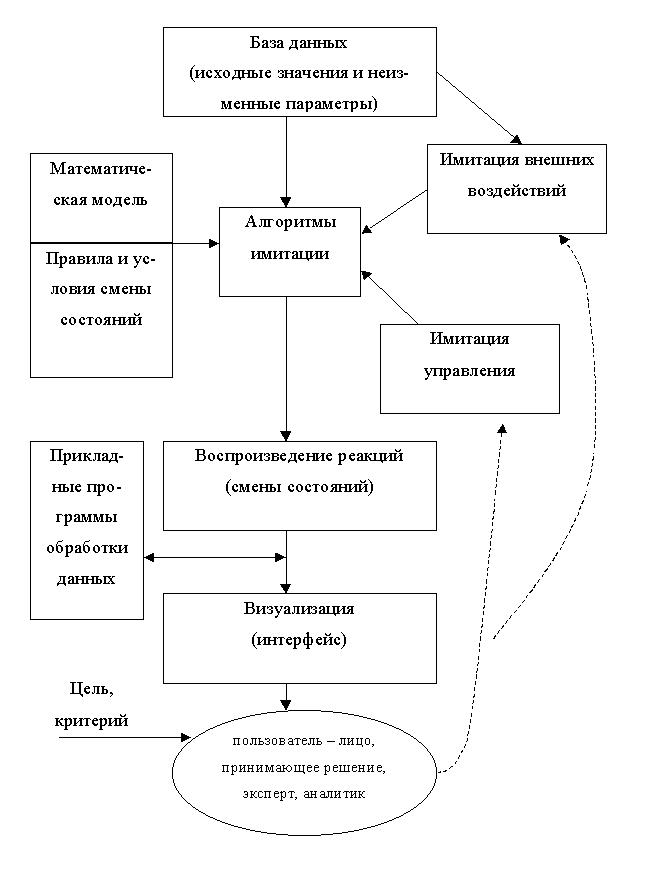 База данных
(исходные значения и неиз-
менные параметры)
Математиче-
ская модель
Имитация внешних
воздействий
Алгоритмы
имитации
Правила и ус-
ловия смены
состояний
Имитация
управления
Приклад-
ные про-
граммы
обработки
данных
Воспроизведение реакций
(смены состояний)
Визуализация
(интерфейс)
Цель,
критерий
пользователь – лицо,
принимающее решение,
эксперт, аналитик